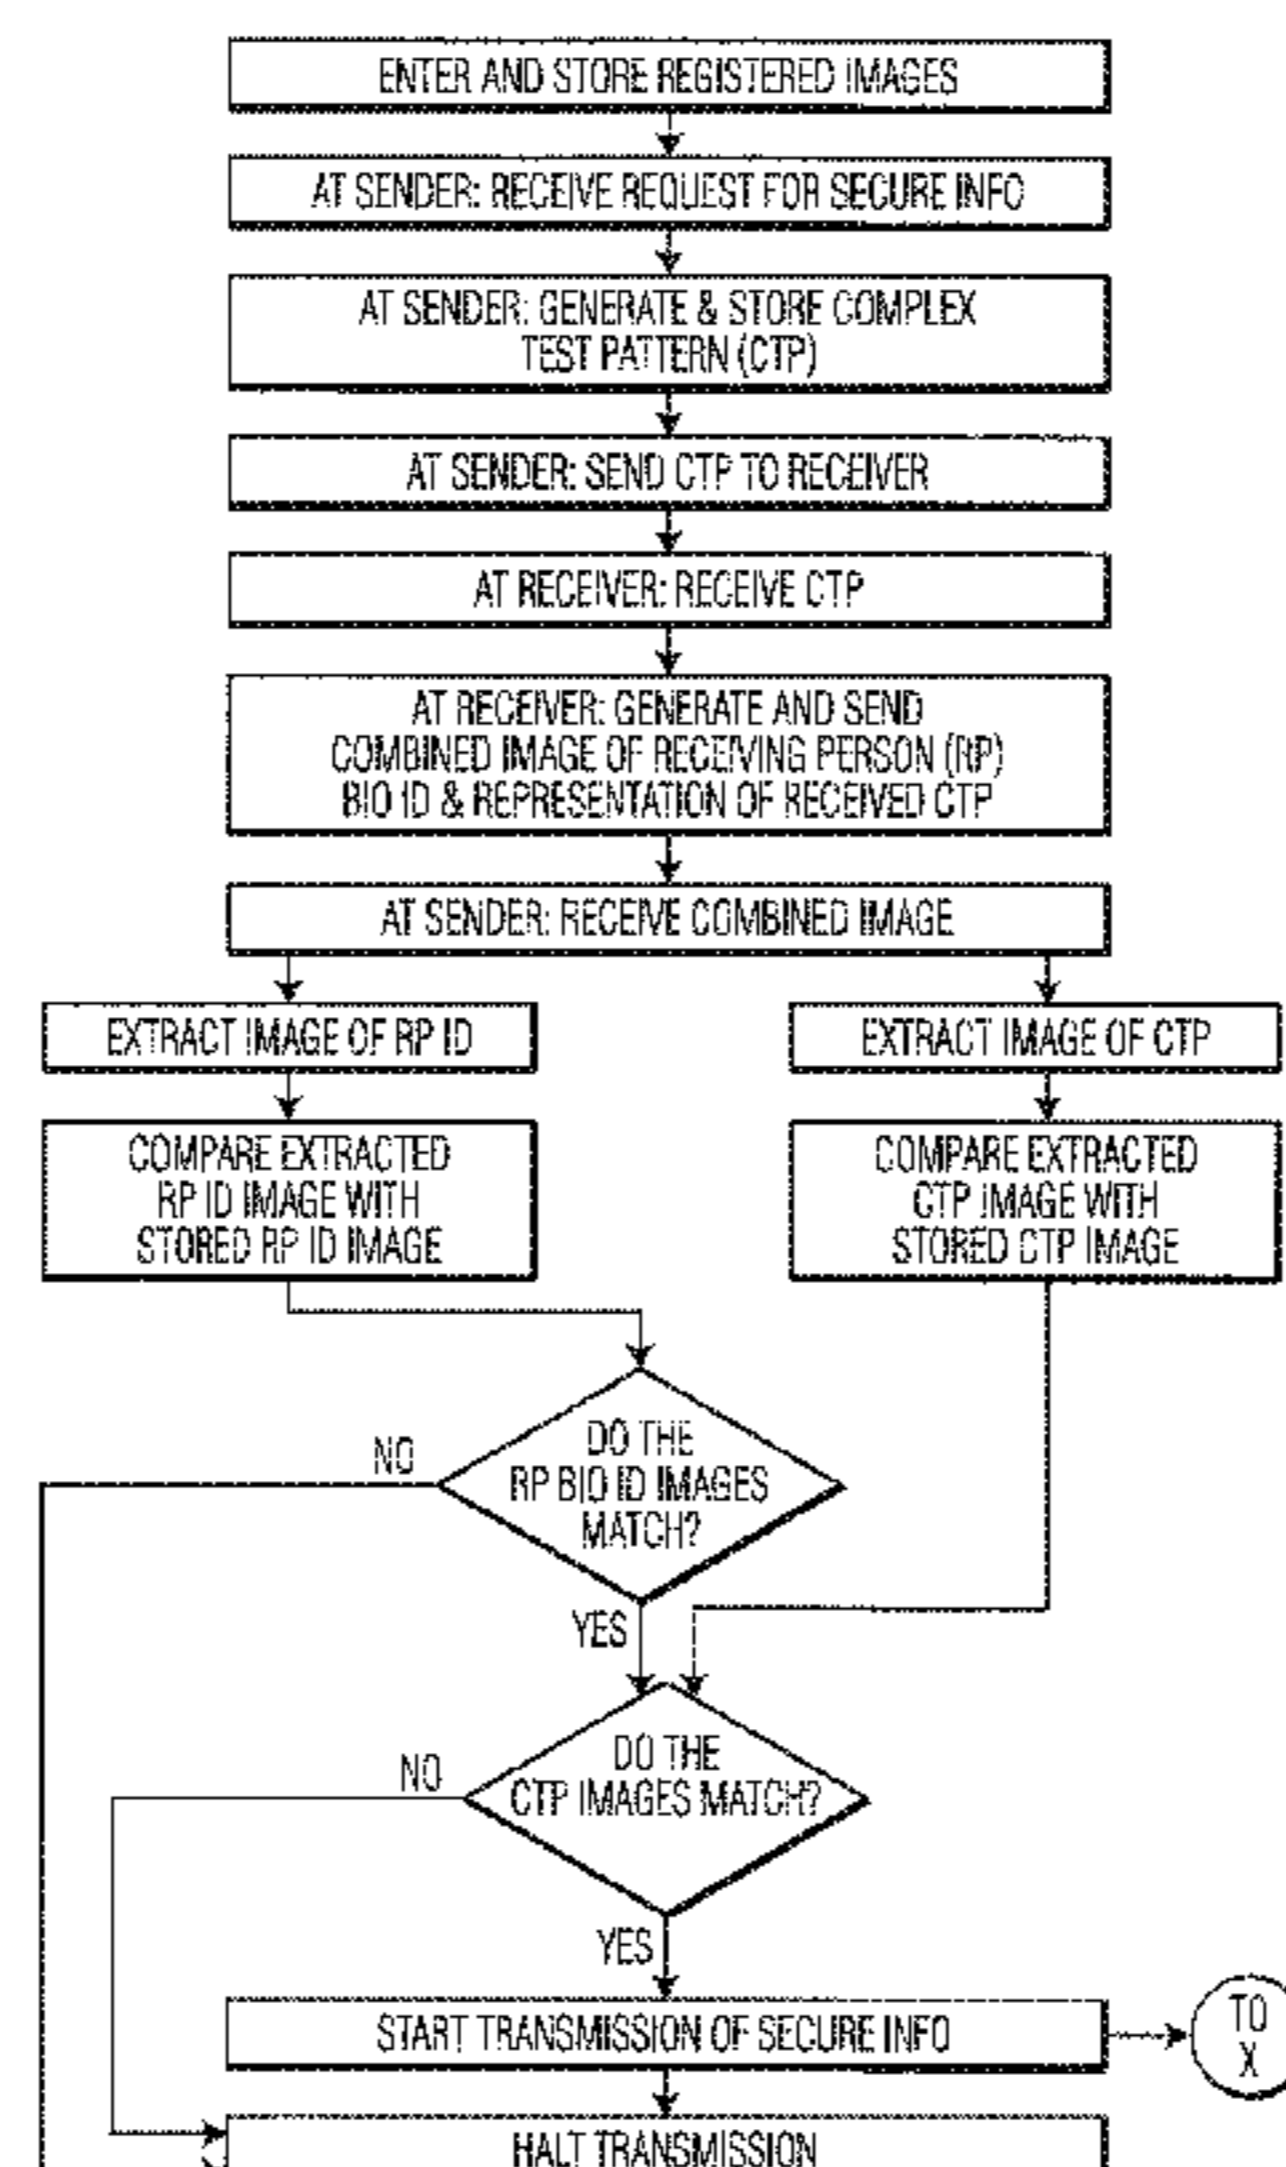 ENTER AND STORE REGISTERED IMAGES
AT SENDER: RECEIVE REQUEST FOR SECURE INFO
AT SENDER: GENERATE & STORE COMPLEX
TEST PATTERN (CTP)
AT SENDER: SEND CTP TO RECEIVER
AT RECEIVER: RECEIVE CTP
AT RECEIVER: GENERATE AND SEND
COMBINED IMAGE OF RECEIVING PERSON (RP)
BIO ID & REPRESENTATION OF RECEIVED CTP
AT SENDER: RECEIVE COMBINED IMAGE
EXTRACT IMAGE OF RP ID
EXTRACT IMAGE OF CTP
COMPARE EXTRACTED
RP ID IMAGE WITH
STORED RP ID IMAGE
COMPARE EXTRACTED
CTP IMAGE WITH
STORED CTP IMAGE
NO
DO THE
RP BIO ID IMAGES
MATCH?
YES
NO
DO THE
CTP IMAGES MATCH?
YES
START TRANSMISSION OF SECURE INFO
TO
X
HALT TRANSMISSION